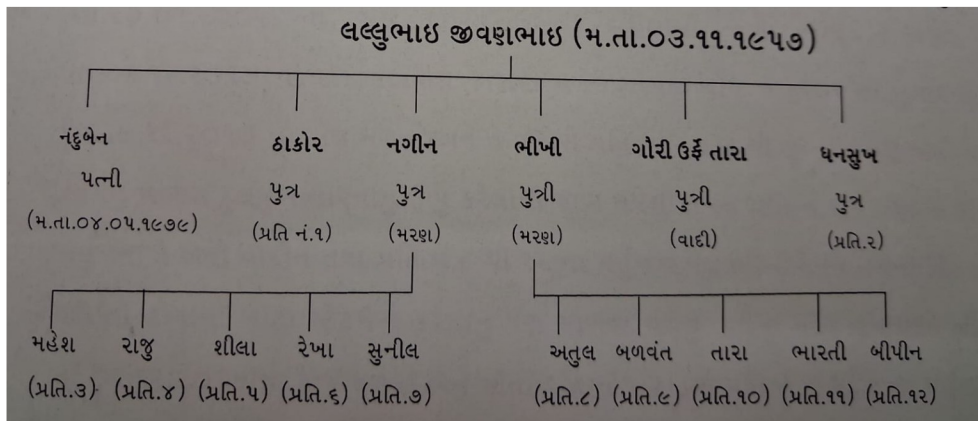 લલ્લુભાઇ જીવણભાઇ (મ.તા.૦૩.૧૧.૧૯૫૭)
નંદુબેન ઠાકોર નગીન ભીખી ગોરી ઉર્ફે તારા ધનસુખ
પત્ની પુત્ર પુત્ર પુત્રી પુત્રી પુત્ર
(મ.તા.૦૪.૦૫.૧૯૭૯) (પ્રતિ નં.૧) (મરણ) (મરણ) (વાદી) (પ્રતિ.૨)
મહેશ રાજુ શીલા રેખા સુનીલ અતુલ બળવંત તારા ભારતી બીપીન
(પ્રતિ.૩) (પ્રતિ.૪) (પ્રતિ.૫) (પ્રતિ.૬) (પ્રતિ.૭) (પ્રતિ.૮) (પ્રતિ.૯) (પ્રતિ.૧૦) (પ્રતિ.૧૧) (પ્રતિ.૧૨)